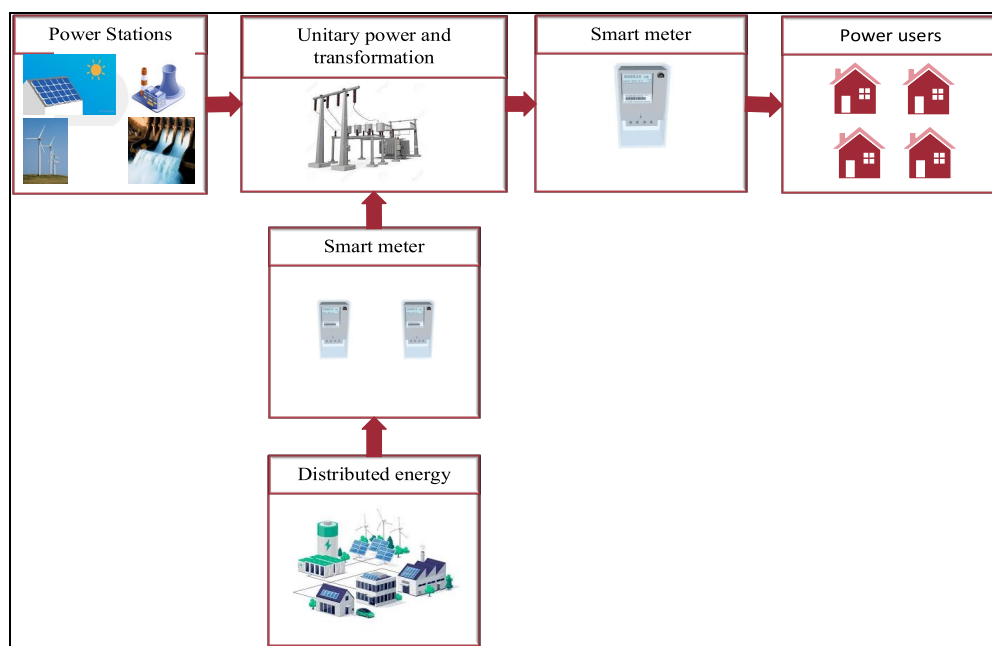 Power Stations
Unitary power and
transformation
Smart meter
Power users
Smart meter
Distributed energy